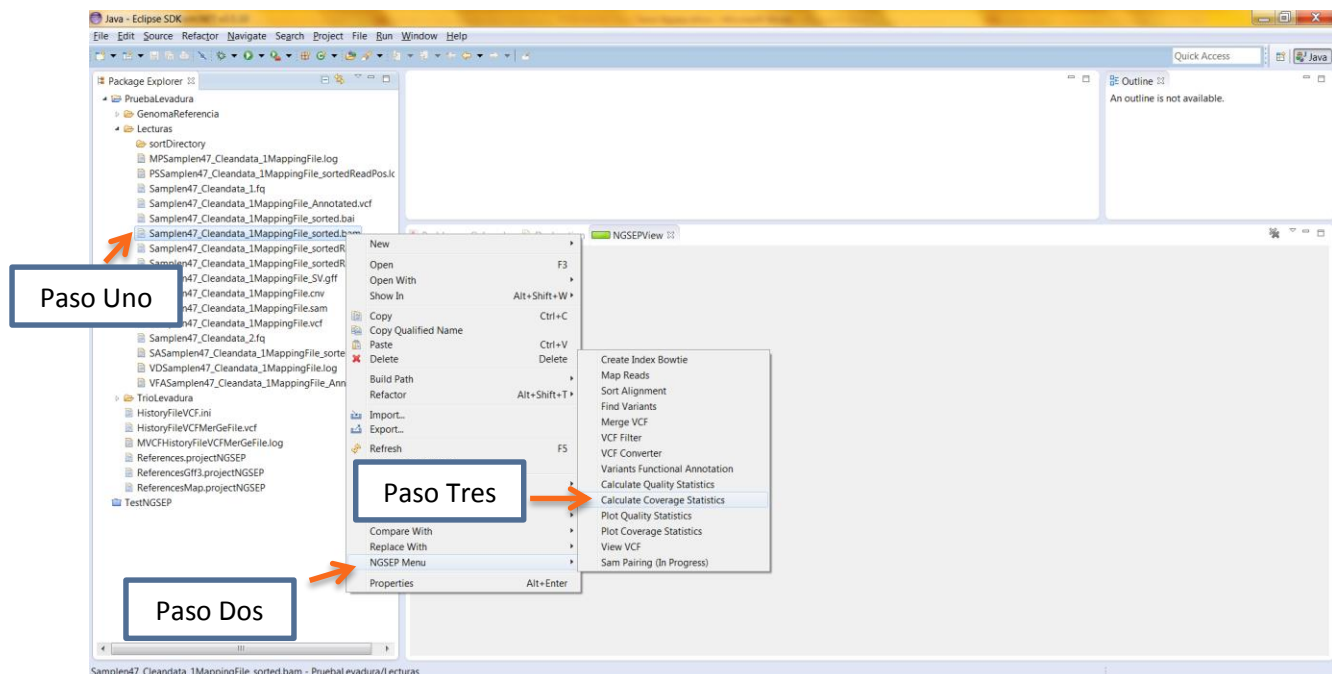 Java - Eclipse SDK
File Edit Source Refactor Navigate Search Project File Run Window Help
Quick Access
Java
Package Explorer
PruebaLevadura
GenomaReferencia
Lecturas
sortDirectory
MPSamplen47_Cleandata_1MappingFile.log
PSSamplen47_Cleandata_1MappingFile_sortedReadPos.lc
Samplen47_Cleandata_1.fq
Samplen47_Cleandata_1MappingFile_Annotated.vcf
Samplen47_Cleandata_1MappingFile_sorted.bai
Samplen47_Cleandata_1MappingFile_sorted.bam
Samplen47_Cleandata_1MappingFile_sortedR
Samplen47_Cleandata_1MappingFile_sortedR
n47_Cleandata_1MappingFile_SV.gff
n47_Cleandata_1MappingFile.cnv
n47_Cleandata_1MappingFile.sam
n47_Cleandata_1MappingFile.vcf
Samplen47_Cleandata_2.fq
SASamplen47_Cleandata_1MappingFile_sorte
VDSamplen47_Cleandata_1MappingFile.log
VFASamplen47_Cleandata_1MappingFile_Ann
TrioLevadura
HistoryFileVCF.ini
HistoryFileVCFMerGeFile.vcf
MVCFHistoryFileVCFMerGeFile.log
References.projectNGSEP
ReferencesGff3.projectNGSEP
ReferencesMap.projectNGSEP
TestNGSEP
Outline
An outline is not available.
NGSEPView
Paso Uno
New
Open F3
Open With
Show In Alt+Shift+W
Copy Ctrl+C
Copy Qualified Name
Paste Ctrl+V
Delete Delete
Build Path
Refactor Alt+Shift+T
Import...
Export...
Refresh F5
Compare With
Replace With
NGSEP Menu
Properties Alt+Enter
Create Index Bowtie
Map Reads
Sort Alignment
Find Variants
Merge VCF
VCF Filter
VCF Converter
Variants Functional Annotation
Calculate Quality Statistics
Calculate Coverage Statistics
Plot Quality Statistics
Plot Coverage Statistics
View VCF
Sam Pairing (In Progress)
Paso Tres
Paso Dos
Samplen47_Cleandata_1MappingFile_sorted.bam - PruebaLevadura/Lecturas